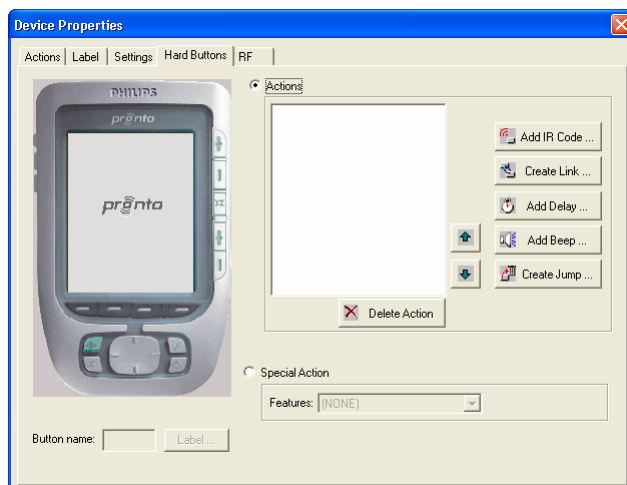 Device Properties
Actions
Label
Settings
Hard Buttons
RF
PHILIPS
pronto
pronto
Actions
Add IR Code ...
Create Link ...
Add Delay ...
Add Beep ...
Create Jump ...
Delete Action
Special Action
Features: (NONE)
Button name:
Label ...